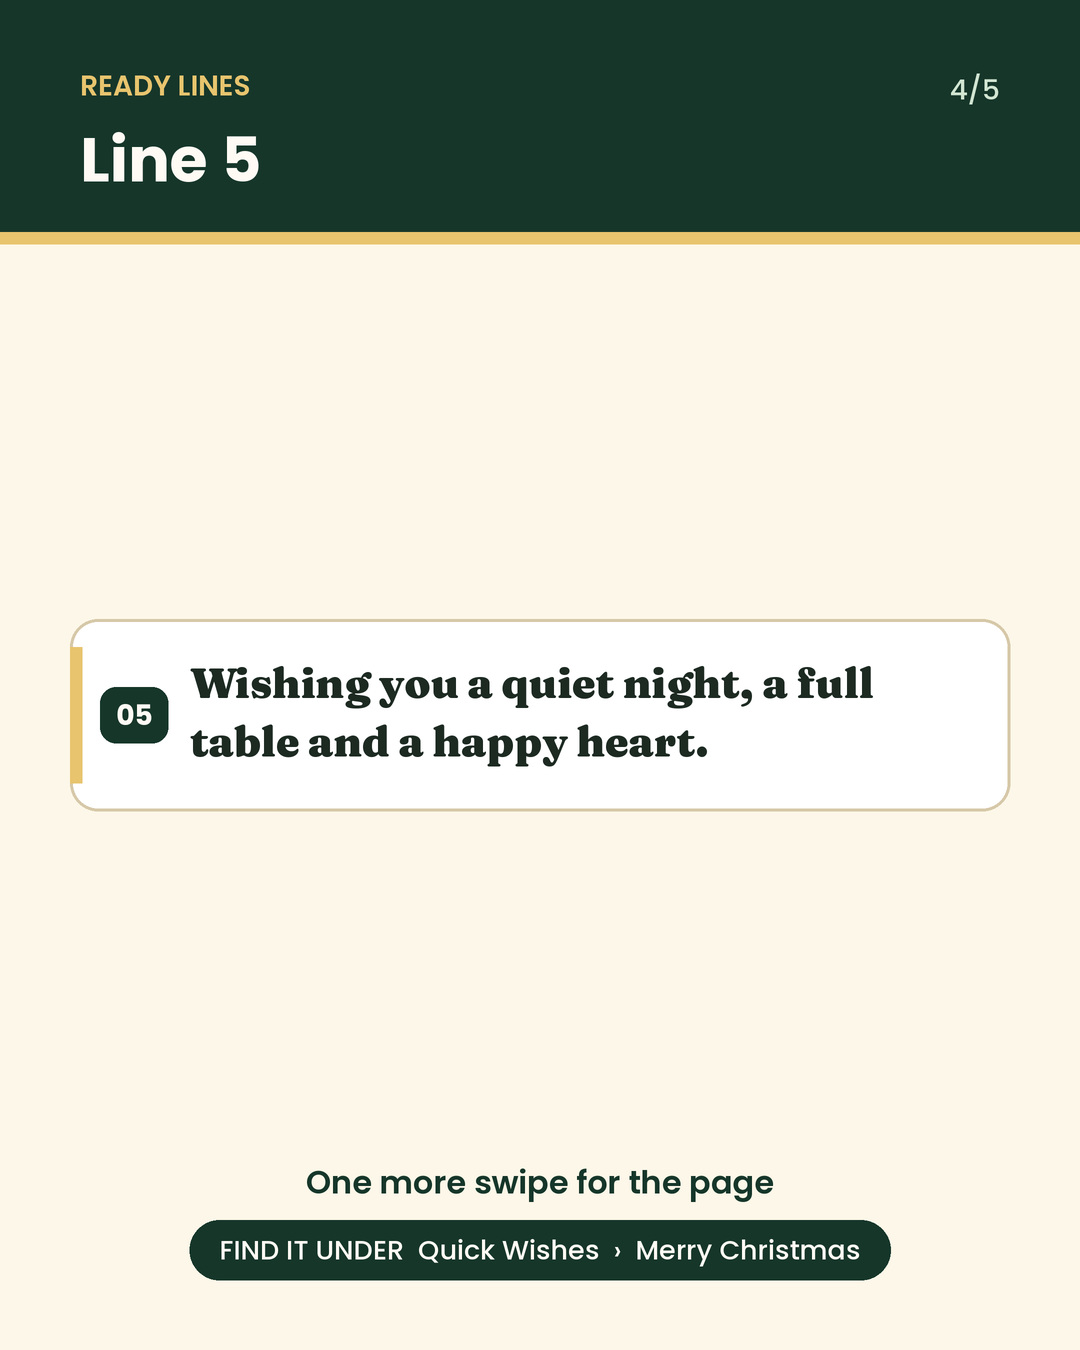 READY LINES
4/5
Line 5
05
Wishing you a quiet night, a full
table and a happy heart.
One more swipe for the page
FIND IT UNDER Quick Wishes › Merry Christmas